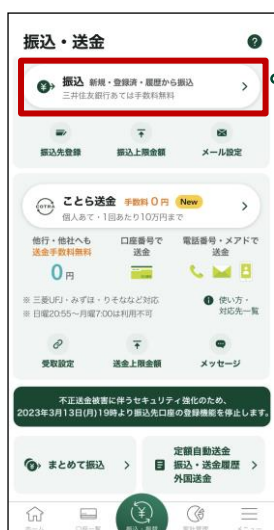 振込・送金
振込 新規・登録済・履歴から振込
三井住友銀行あては手数料無料
振込先登録 振込上限金額 メール設定
ことら送金 手数料0円 New
個人あて・1回あたり10万円まで
他行・他社へも 口座番号で 電話番号・メアドで
送金手数料無料 送金 送金
0円
※ 三菱UFJ・みずほ・りそななど対応 使い方・
※ 日曜20:55～月曜7:00は利用不可 対応先一覧
受取設定 送金上限金額 メッセージ
不正送金被害に伴うセキュリティ強化のため、
2023年3月13日(月)19時より振込先口座の登録機能を停止します。
まとめて振込
定額自動送金
振込・送金履歴
外国送金
ホーム